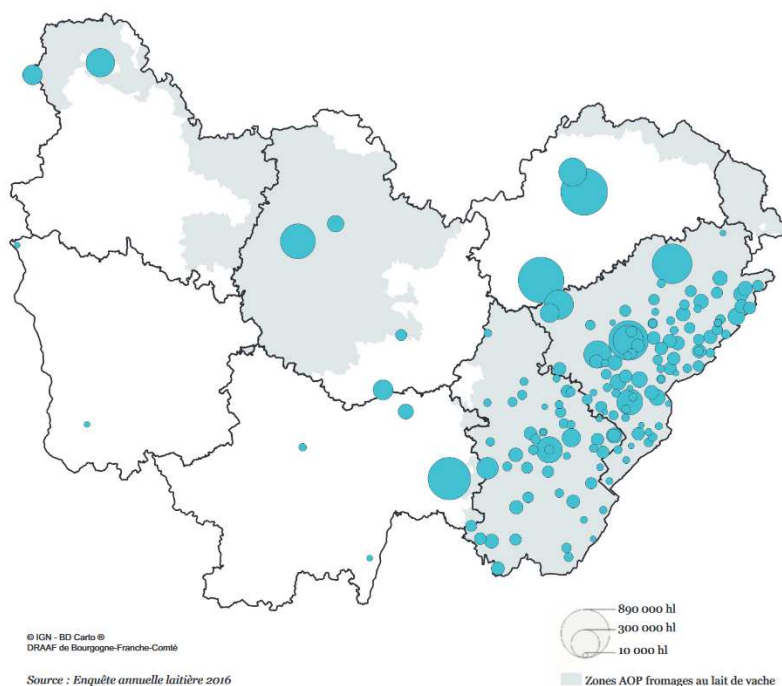 © IGN - BD Carto ®
DRAAF de Bourgogne-Franche-Comté
Source : Enquête annuelle laitière 2016
890 000 hl
300 000 hl
10 000 hl
Zones AOP fromages au lait de vache